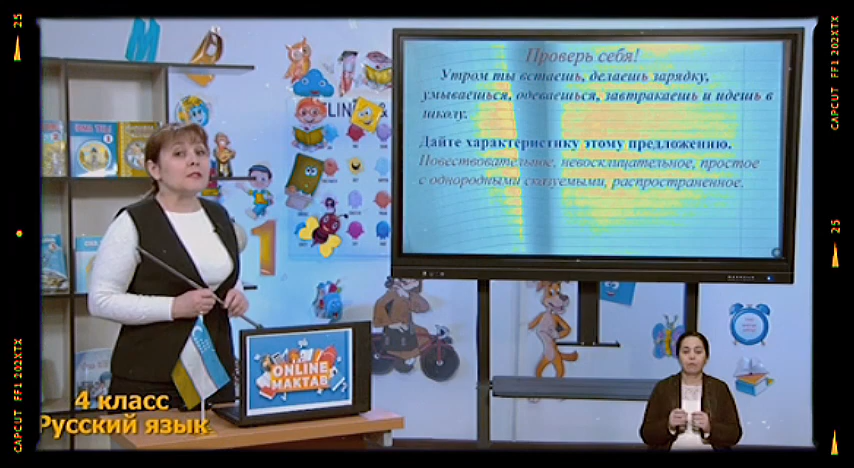 Проверь себя!
Утром ты встаешь, делаешь зарядку,
умываешься, одеваешься, завтракаешь и идешь в
школу.
Дайте характеристику этому предложению.
Повествовательное, невосклицательное, простое
с однородными сказуемыми, распространенное.
ONLINE
MAKTAB
4 класс
Русский язык
25
CAPCUT FF1 202XTX
25
CAPCUT FF1 202XTX